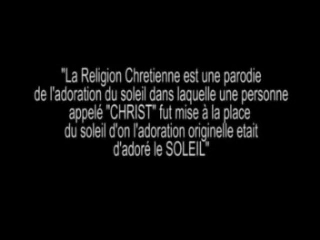 "La Religion Chretienne est une parodie
de l'adoration du soleil dans laquelle une personne
appelé "CHRIST" fut mise à la place
du soleil d'on l'adoration originelle etait
d'adoré le SOLEIL"